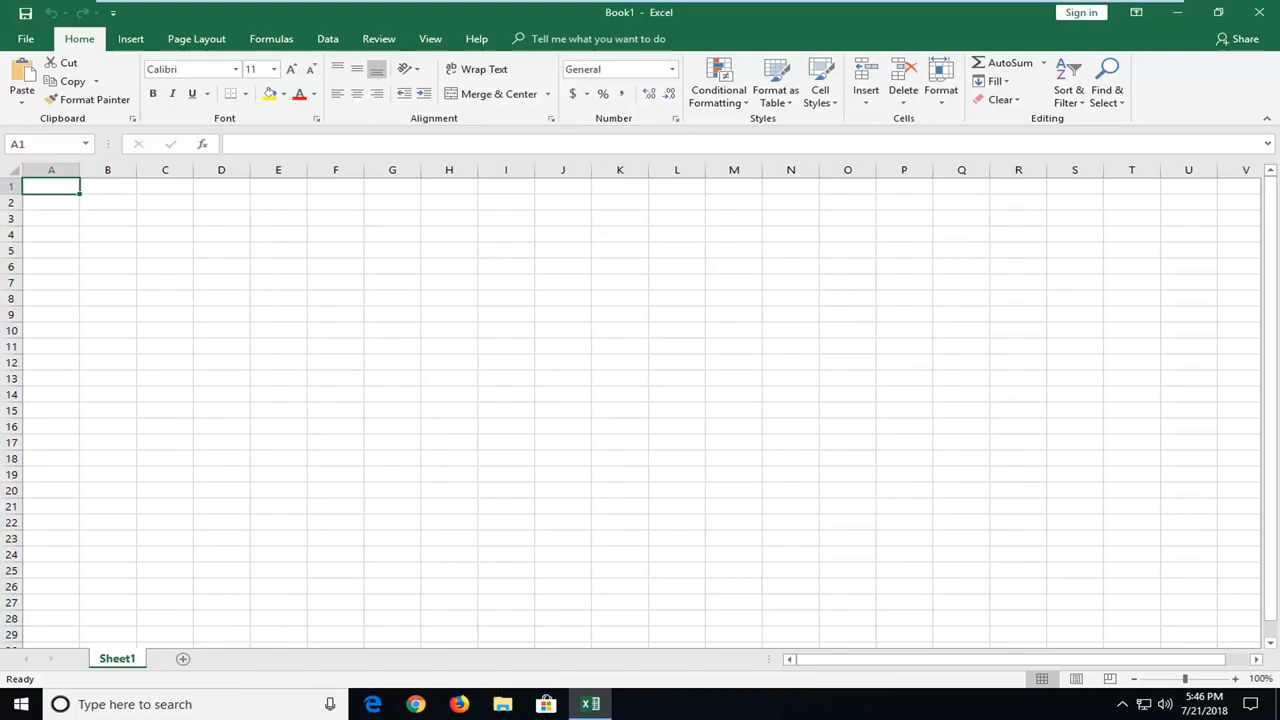 Book1 - Excel
Sign in
File Home Insert Page Layout Formulas Data Review View Help Tell me what you want to do Share
Paste
Cut
Copy
Format Painter
Clipboard
Calibri 11
B I U A
Font
Wrap Text
Merge & Center
Alignment
General
$ % ,
Number
Conditional Formatting
Format as Table
Cell Styles
Styles
Insert
Delete
Format
Cells
AutoSum
Fill
Clear
Sort & Filter
Find & Select
Editing
A1 fx
A B C D E F G H I J K L M N O P Q R S T U V
1
2
3
4
5
6
7
8
9
10
11
12
13
14
15
16
17
18
19
20
21
22
23
24
25
26
27
28
29
Sheet1
Ready 100%
Type here to search
5:46 PM
7/21/2018